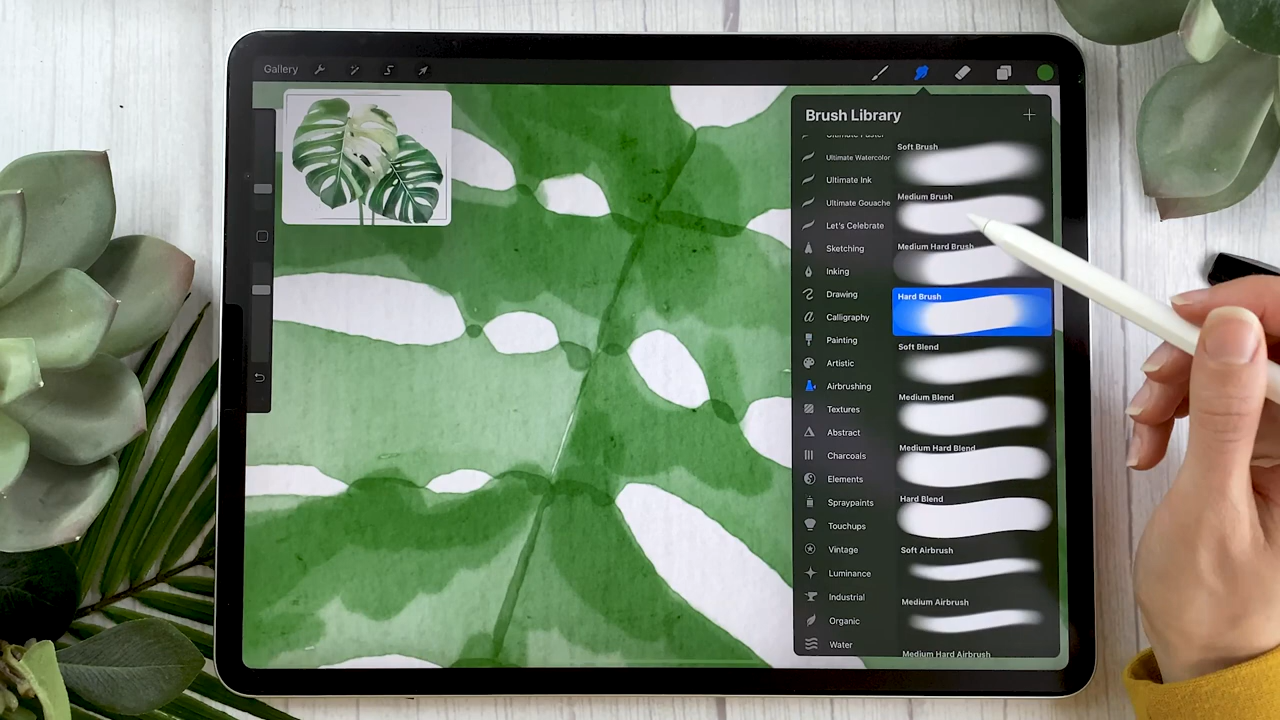 Gallery
Brush Library
Ultimate Watercolor
Ultimate Ink
Ultimate Gouache
Let's Celebrate
Sketching
Inking
Drawing
Calligraphy
Painting
Artistic
Airbrushing
Textures
Abstract
Charcoals
Elements
Spraypaints
Touchups
Vintage
Luminance
Industrial
Organic
Water
Soft Brush
Medium Brush
Medium Hard Brush
Hard Brush
Soft Blend
Medium Blend
Medium Hard Blend
Hard Blend
Soft Airbrush
Medium Airbrush
Medium Hard Airbrush